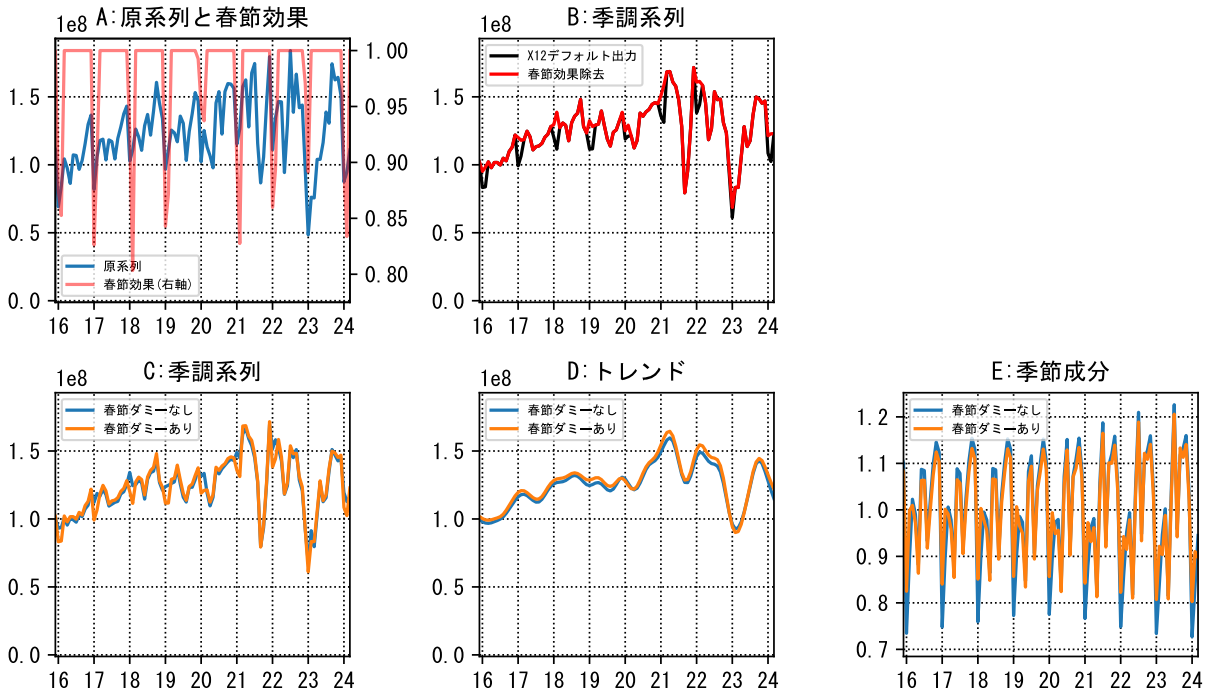 A:原系列と春節効果
1e8
1.5
1.0
0.5
0.0
1.00
0.95
0.90
0.85
0.80
原系列
春節効果(右軸)
16 17 18 19 20 21 22 23 24
B:季調系列
1e8
1.5
1.0
0.5
0.0
X12デフォルト出力
春節効果除去
16 17 18 19 20 21 22 23 24
C:季調系列
1e8
1.5
1.0
0.5
0.0
春節ダミーなし
春節ダミーあり
16 17 18 19 20 21 22 23 24
D:トレンド
1e8
1.5
1.0
0.5
0.0
春節ダミーなし
春節ダミーあり
16 17 18 19 20 21 22 23 24
E:季節成分
1.2
1.1
1.0
0.9
0.8
0.7
春節ダミーなし
春節ダミーあり
16 17 18 19 20 21 22 23 24